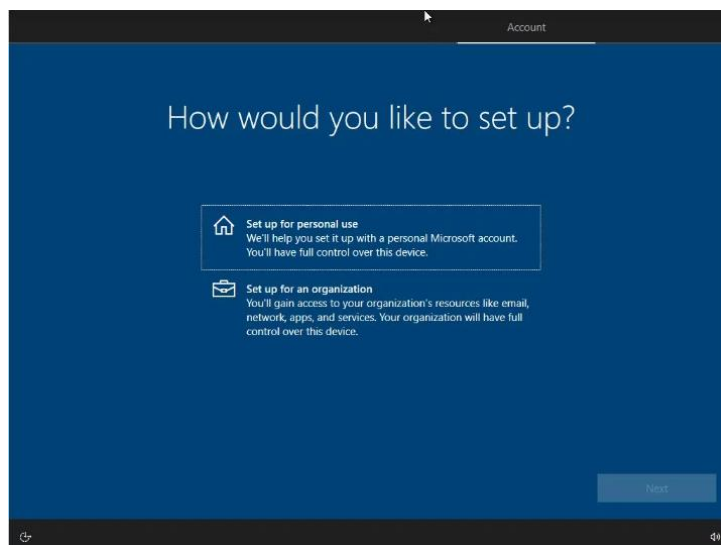 Account
How would you like to set up?
Set up for personal use
We'll help you set it up with a personal Microsoft account.
You'll have full control over this device.
Set up for an organization
You'll gain access to your organization's resources like email,
network, apps, and services. Your organization will have full
control over this device.
Next